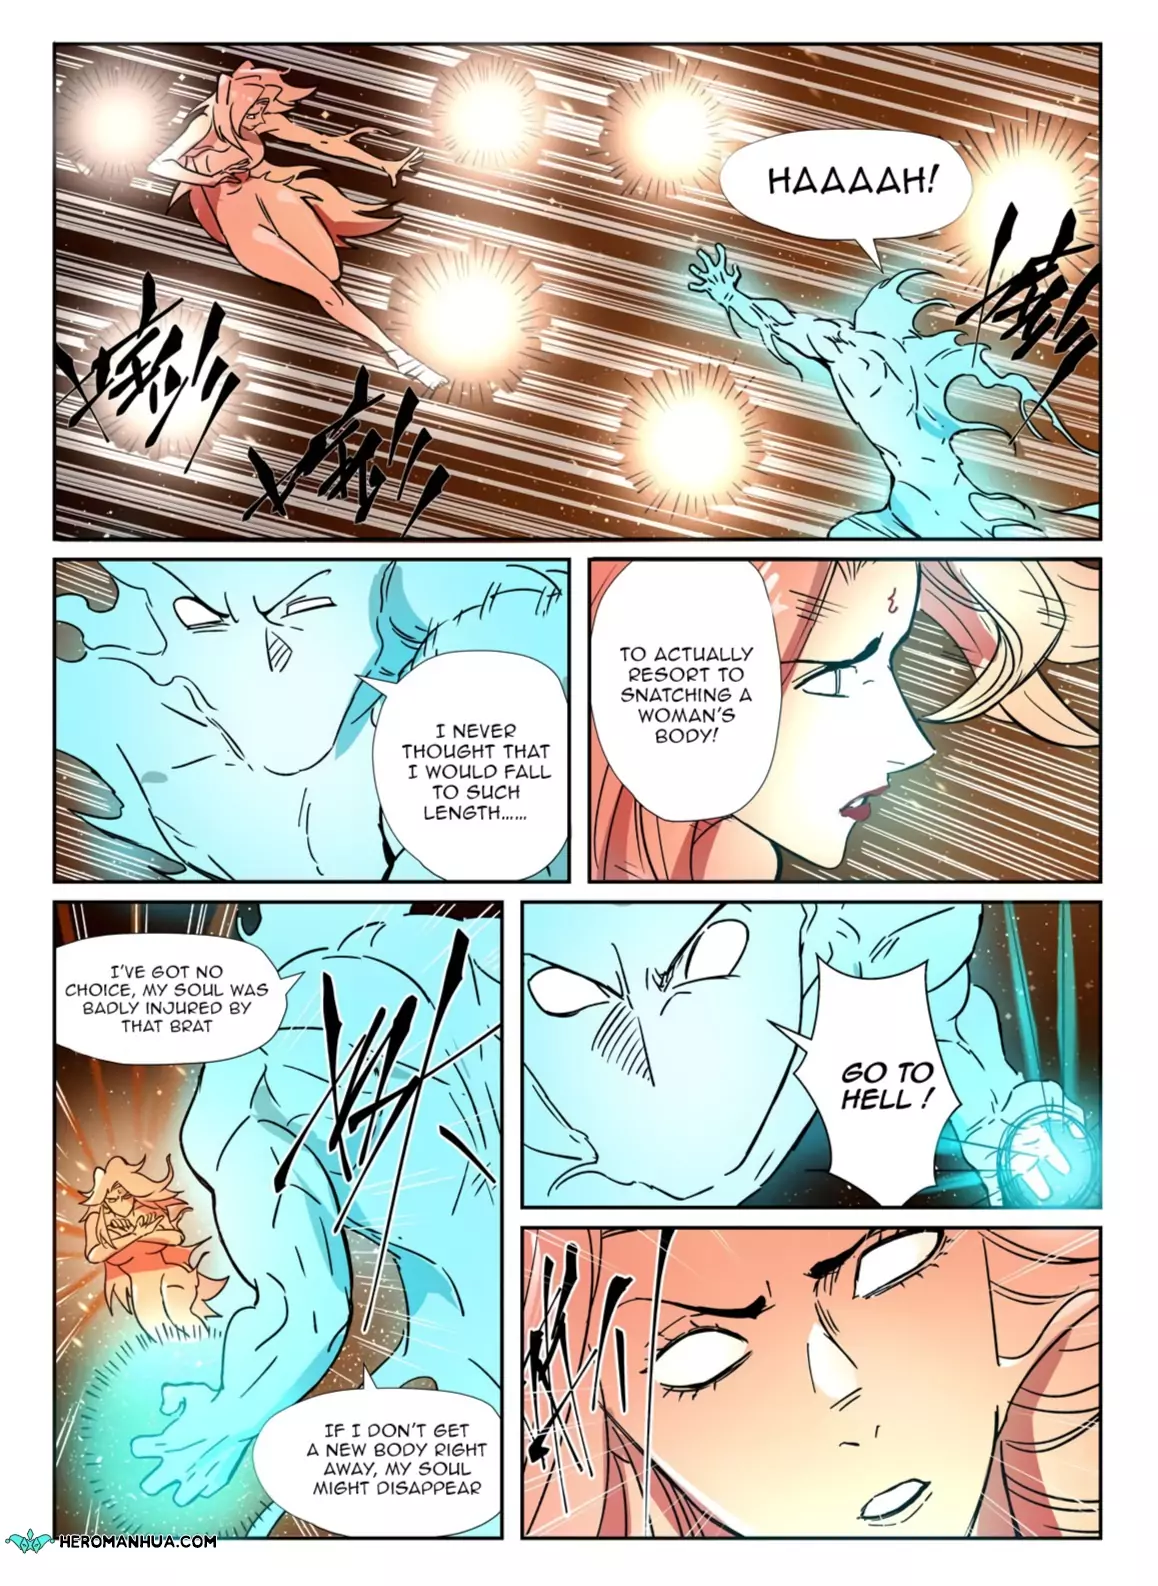 HAAAAH!
I NEVER
THOUGHT THAT
I WOULD FALL
TO SUCH
LENGTH......
TO ACTUALLY
RESORT TO
SNATCHING A
WOMAN'S
BODY!
I'VE GOT NO
CHOICE, MY SOUL WAS
BADLY INJURED BY
THAT BRAT
IF I DON'T GET
A NEW BODY RIGHT
AWAY, MY SOUL
MIGHT DISAPPEAR
GO TO
HELL!
HEROMANHUA.COM